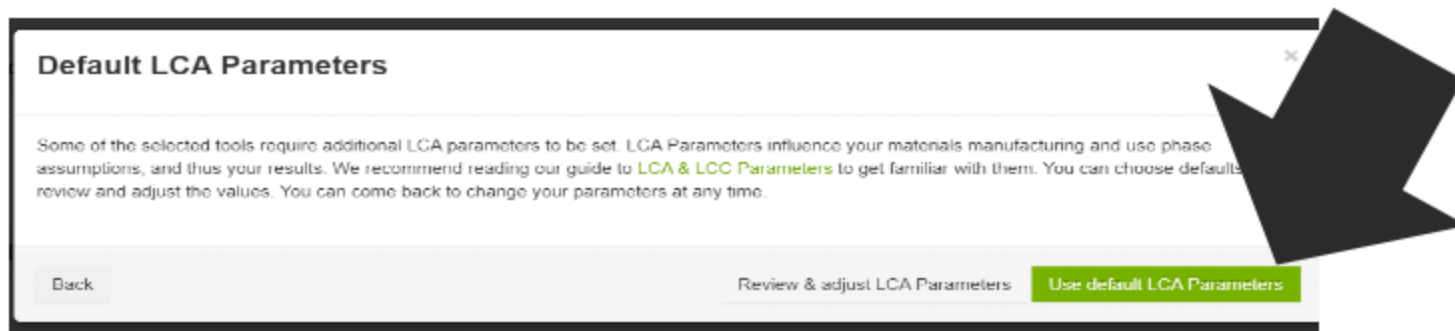 Default LCA Parameters
×
Some of the selected tools require additional LCA parameters to be set. LCA Parameters influence your materials manufacturing and use phase
assumptions, and thus your results. We recommend reading our guide to LCA & LCC Parameters to get familiar with them. You can choose defaults
review and adjust the values. You can come back to change your parameters at any time.
Back
Review & adjust LCA Parameters
Use default LCA Parameters